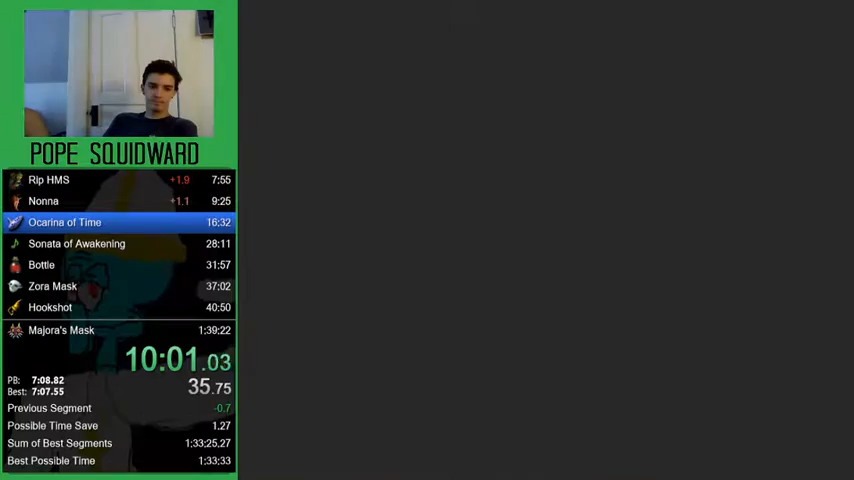 POPE SQUIDWARD
Rip HMS +1.9 7:55
Nonna +1.1 9:25
Ocarina of Time 16:32
Sonata of Awakening 28:11
Bottle 31:57
Zora Mask 37:02
Hookshot 40:50
Majora's Mask 1:39:22
10:01.03
PB: 7:08.82
Best: 7:07.55
35.75
Previous Segment -0.7
Possible Time Save 1.27
Sum of Best Segments 1:33:25.27
Best Possible Time 1:33:33